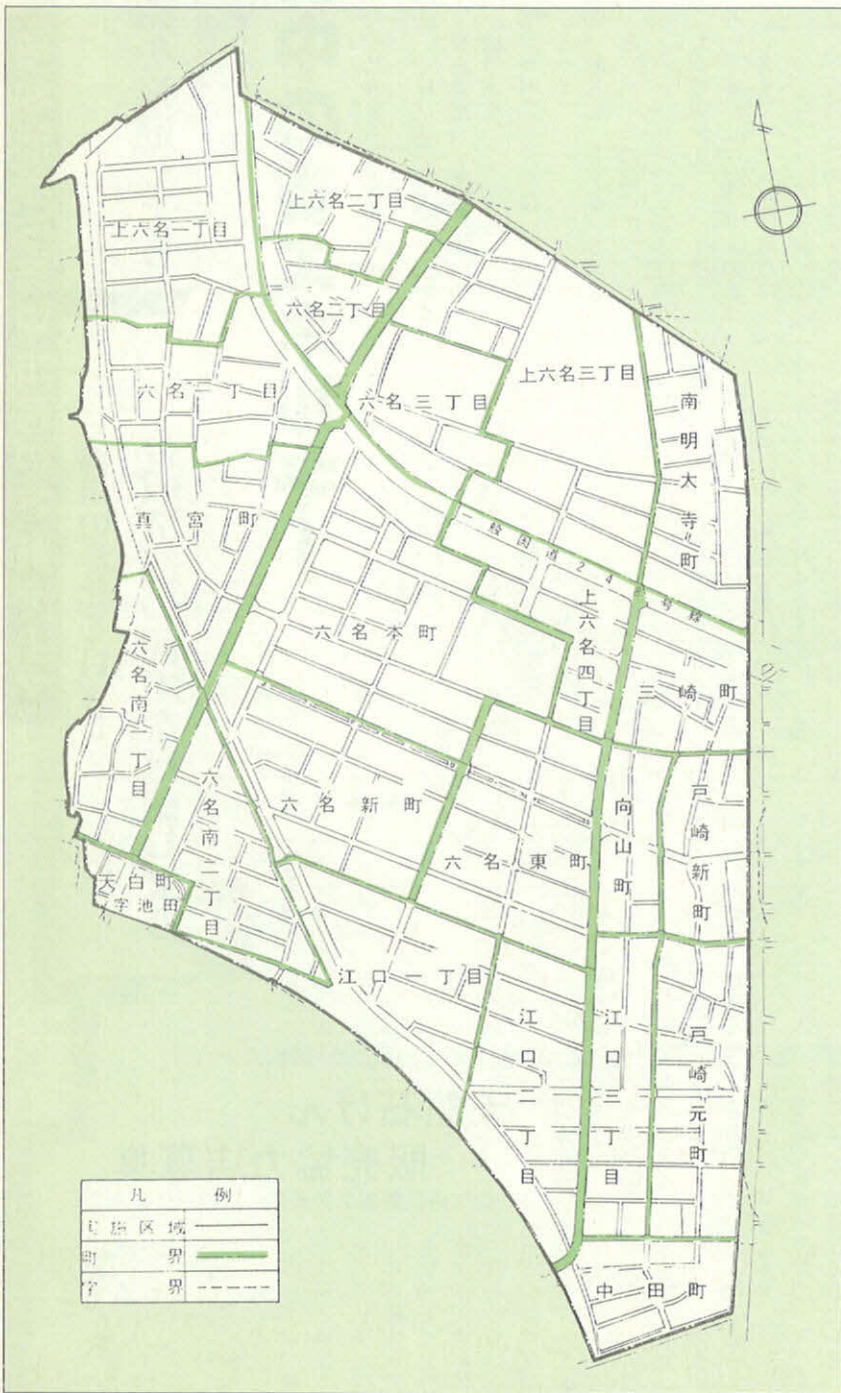 上六名二丁目
上六名一丁目
六名二丁目
上六名三丁目
六名一丁目
六名三丁目
南明大寺町
真宮町
一般国道248号線
上六名四丁目
六名本町
六名南一丁目
三崎町
六名南二丁目
六名新町
向山町
戸崎新町
六名東町
天白町
字池田
江口一丁目
江口二丁目
江口三丁目
戸崎元町
中田町
凡例
実施区域
町界
字界